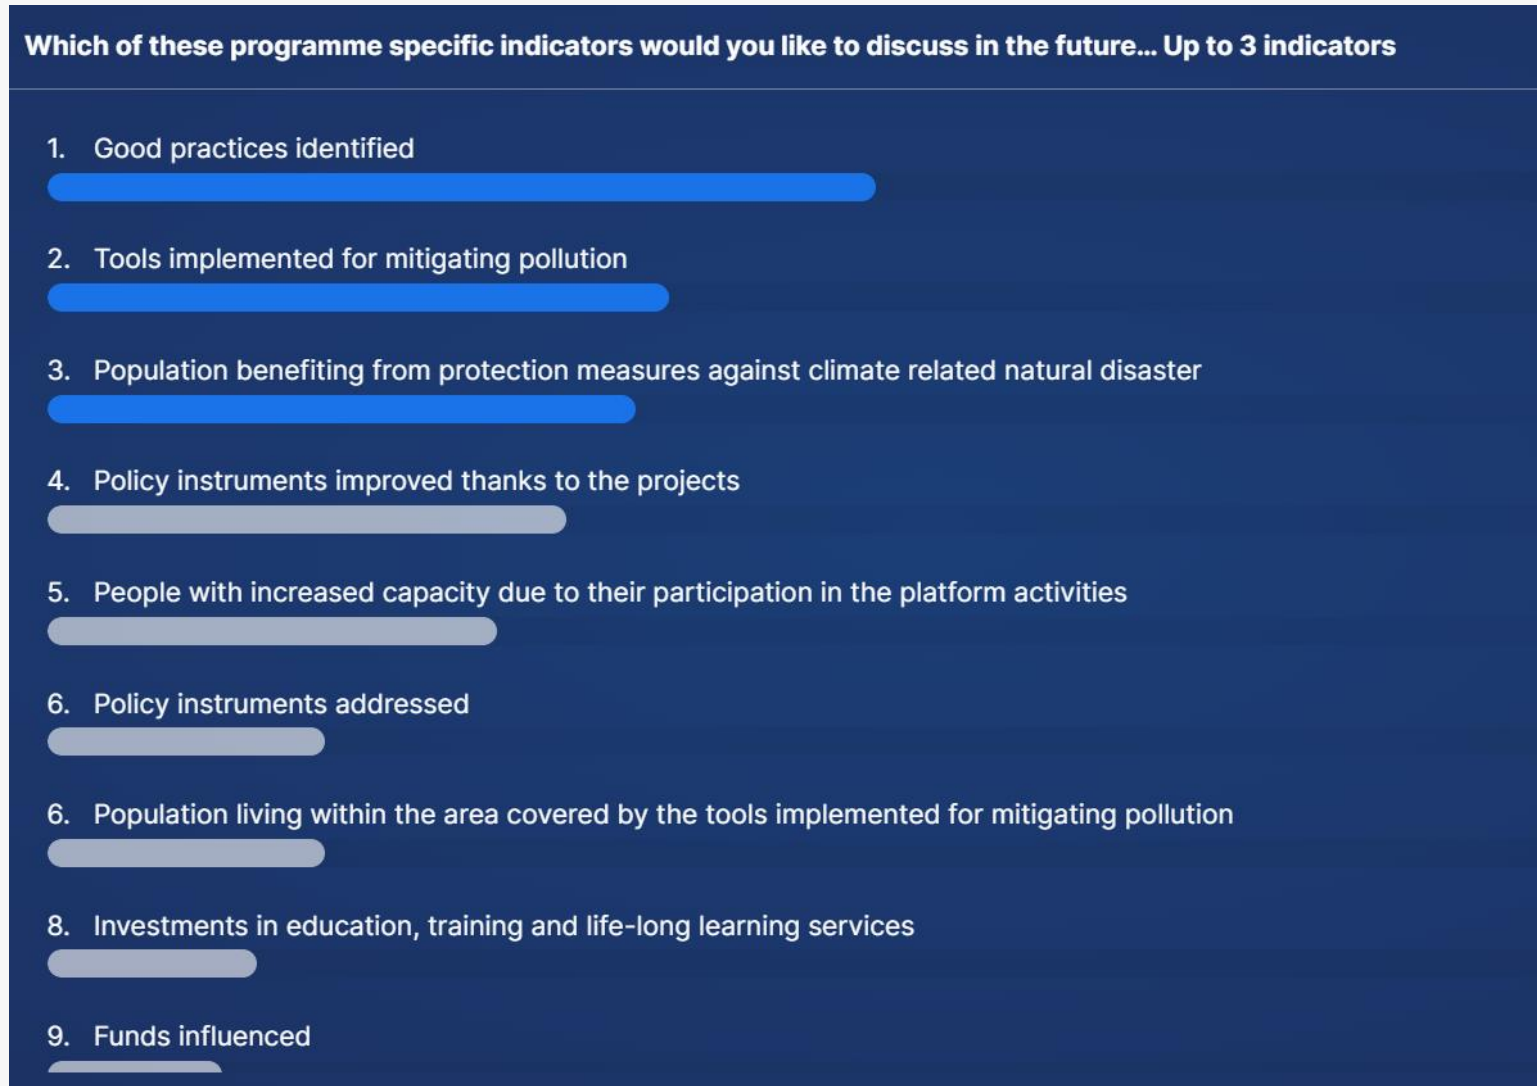 Which of these programme specific indicators would you like to discuss in the future... Up to 3 indicators
1. Good practices identified
2. Tools implemented for mitigating pollution
3. Population benefiting from protection measures against climate related natural disaster
4. Policy instruments improved thanks to the projects
5. People with increased capacity due to their participation in the platform activities
6. Policy instruments addressed
6. Population living within the area covered by the tools implemented for mitigating pollution
8. Investments in education, training and life-long learning services
9. Funds influenced